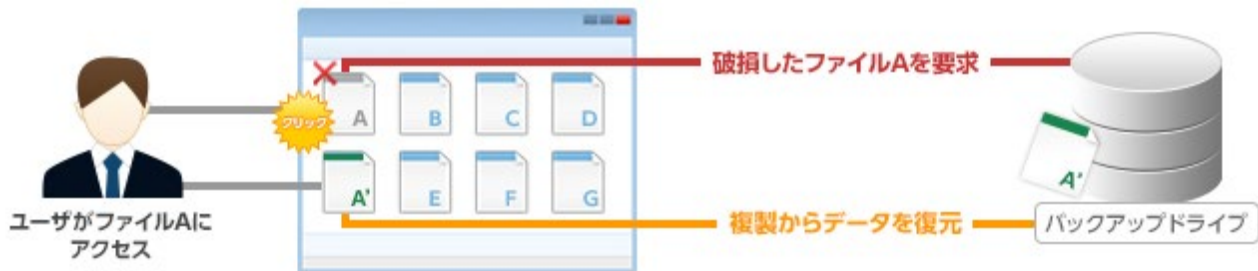 破損したファイルAを要求
クリック
A
B
C
D
A'
E
F
G
A'
ユーザがファイルAに
アクセス
複製からデータを復元
バックアップドライブ